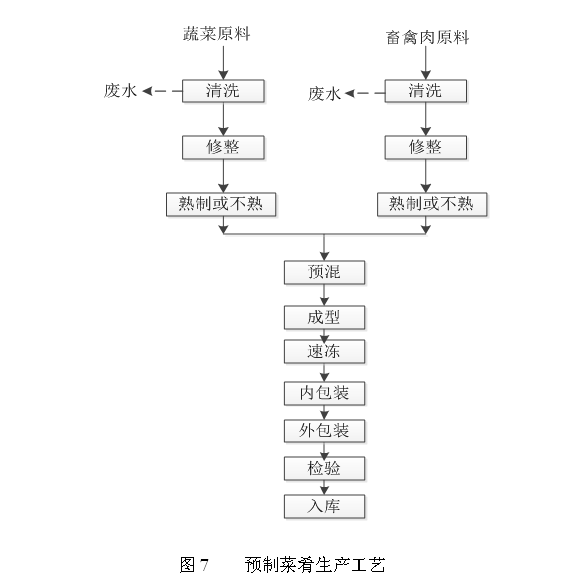 蔬菜原料
畜禽肉原料
废水
清洗
废水
清洗
修整
修整
熟制或不熟
熟制或不熟
预混
成型
速冻
内包装
外包装
检验
入库
图 7 预制菜肴生产工艺